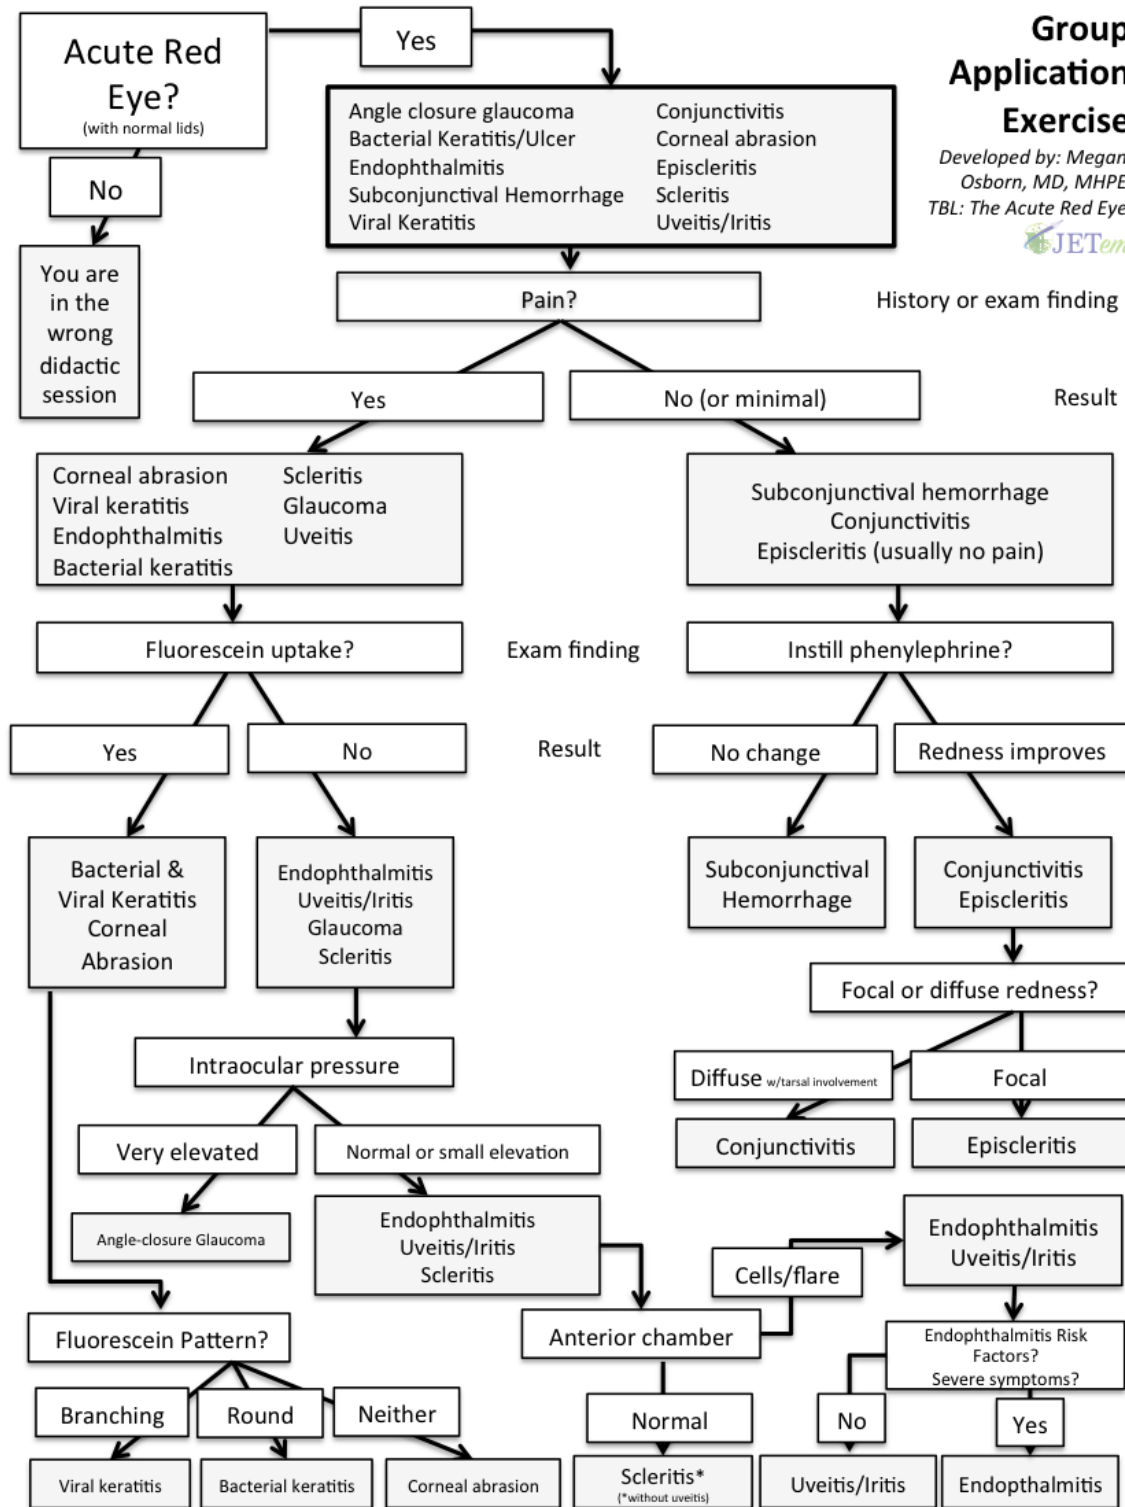 Acute Red
Eye?
(with normal lids)
Yes
Group
Application
Exercise
Developed by: Megan
Osborn, MD, MHPE
TBL: The Acute Red Eye
JETem
No
You are
in the
wrong
didactic
session
Angle closure glaucoma
Bacterial Keratitis/Ulcer
Endophthalmitis
Subconjunctival Hemorrhage
Viral Keratitis
Conjunctivitis
Corneal abrasion
Episcleritis
Scleritis
Uveitis/Iritis
Pain?
History or exam finding
Yes
No (or minimal)
Result
Corneal abrasion
Viral keratitis
Endophthalmitis
Bacterial keratitis
Scleritis
Glaucoma
Uveitis
Subconjunctival hemorrhage
Conjunctivitis
Episcleritis (usually no pain)
Fluorescein uptake?
Exam finding
Instill phenylephrine?
Yes
No
Result
No change
Redness improves
Bacterial &
Viral Keratitis
Corneal
Abrasion
Endophthalmitis
Uveitis/Iritis
Glaucoma
Scleritis
Subconjunctival
Hemorrhage
Conjunctivitis
Episcleritis
Focal or diffuse redness?
Intraocular pressure
Diffuse w/tarsal involvement
Focal
Very elevated
Normal or small elevation
Conjunctivitis
Episcleritis
Angle-closure Glaucoma
Endophthalmitis
Uveitis/Iritis
Scleritis
Cells/flare
Endophthalmitis
Uveitis/Iritis
Fluorescein Pattern?
Anterior chamber
Endophthalmitis Risk
Factors?
Severe symptoms?
Branching
Round
Neither
Normal
No
Yes
Viral keratitis
Bacterial keratitis
Corneal abrasion
Scleritis*
(*without uveitis)
Uveitis/Iritis
Endopthalmitis